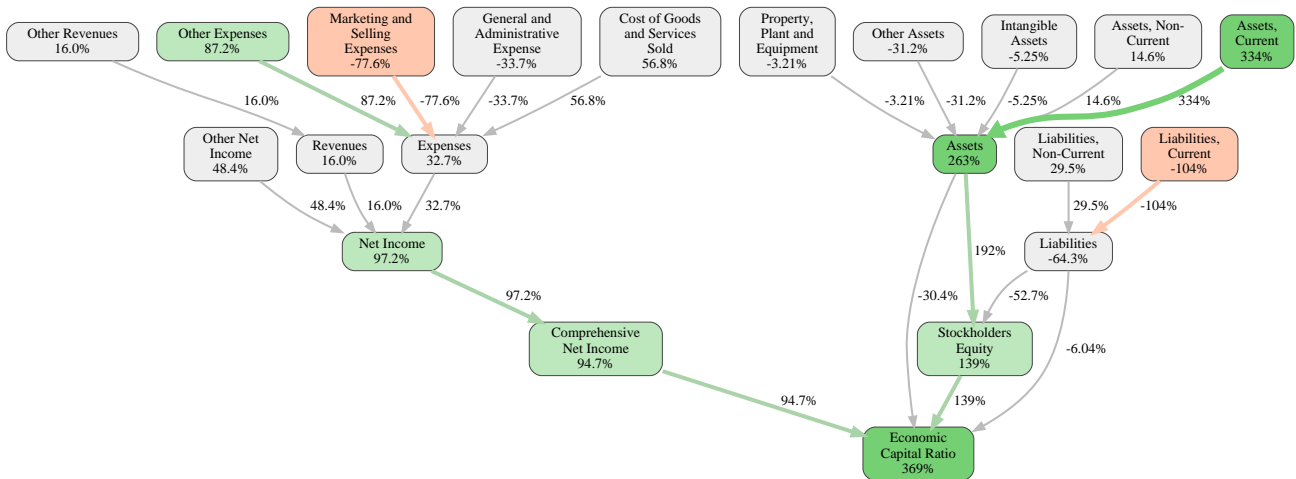 Other Revenues
16.0%
Other Expenses
87.2%
Marketing and
Selling
Expenses
-77.6%
General and
Administrative
Expense
-33.7%
Cost of Goods
and Services
Sold
56.8%
Property,
Plant and
Equipment
-3.21%
Other Assets
-31.2%
Intangible
Assets
-5.25%
Assets, Non-
Current
14.6%
Assets,
Current
334%
16.0%
87.2%
-77.6%
-33.7%
56.8%
-3.21%
-31.2%
-5.25%
14.6%
334%
Other Net
Income
48.4%
Revenues
16.0%
Expenses
32.7%
Assets
263%
Liabilities,
Non-Current
29.5%
Liabilities,
Current
-104%
48.4%
16.0%
32.7%
29.5%
-104%
Net Income
97.2%
192%
Liabilities
-64.3%
97.2%
-30.4%
-52.7%
Comprehensive
Net Income
94.7%
Stockholders
Equity
139%
-6.04%
94.7%
139%
Economic
Capital Ratio
369%